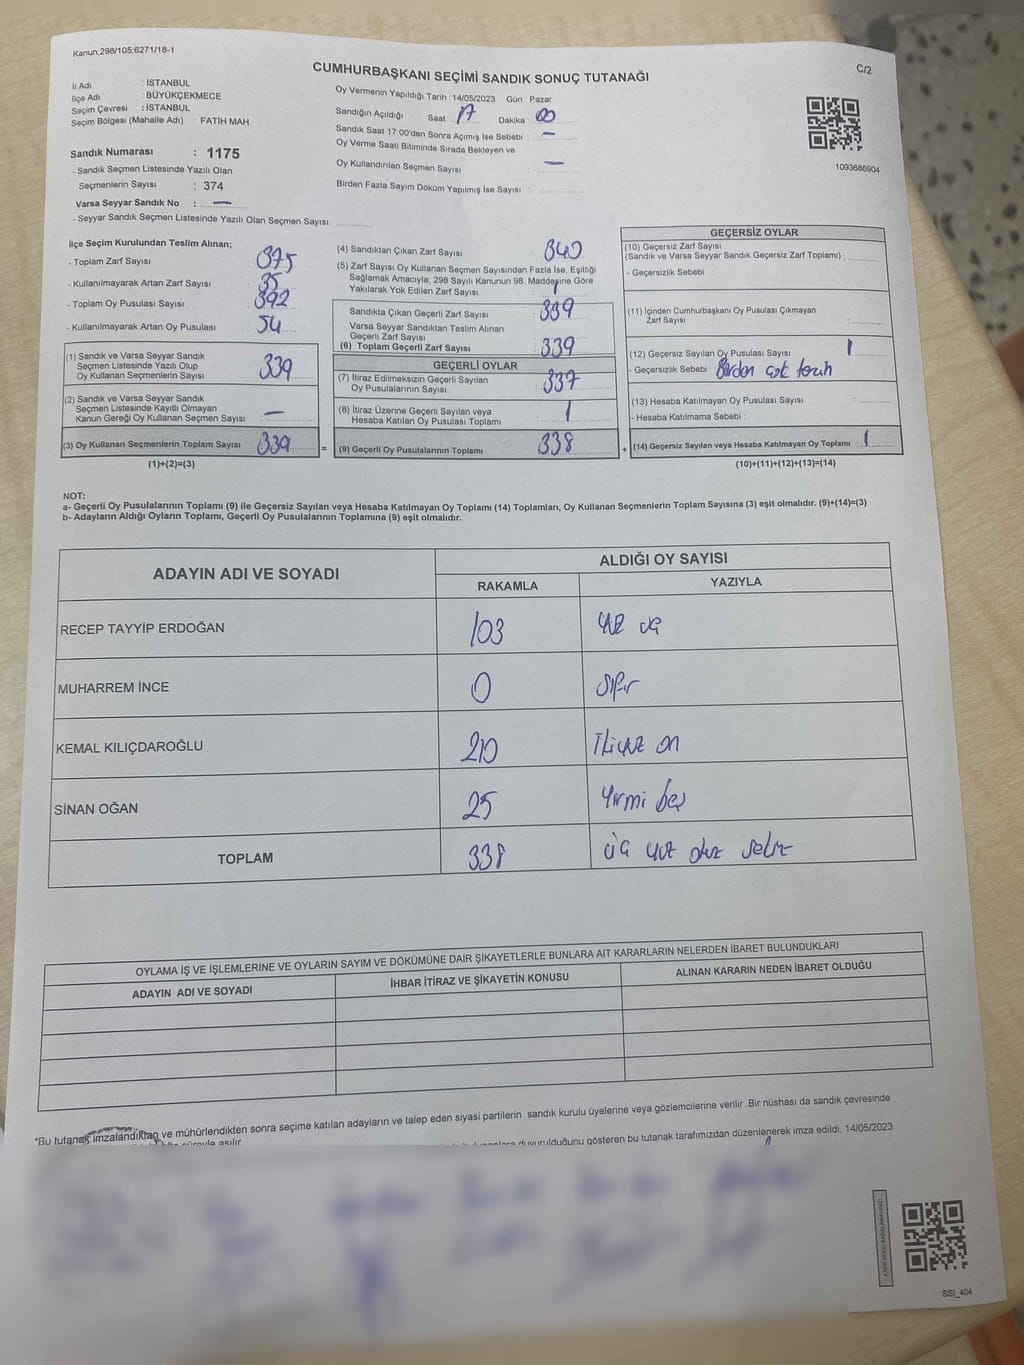 Kanun;298/105;6271/18-1
C/2
CUMHURBAŞKANI SEÇİMİ SANDIK SONUÇ TUTANAĞI
İl Adı : İSTANBUL
İlçe Adı : BÜYÜKÇEKMECE
Seçim Çevresi : İSTANBUL
Seçim Bölgesi (Mahalle Adı) : FATİH MAH.
Sandık Numarası : 1175
- Sandık Seçmen Listesinde Yazılı Olan
Seçmenlerin Sayısı : 374
Varsa Seyyar Sandık No : —
- Seyyar Sandık Seçmen Listesinde Yazılı Olan Seçmen Sayısı:
Oy Vermenin Yapıldığı Tarih : 14/05/2023 Gün : Pazar
Sandığın Açıldığı Saat : 17 Dakika : 00
Sandık Saat 17:00'den Sonra Açımış İse Sebebi : —
Oy Verme Saati Bitiminde Sırada Bekleyen ve
Oy Kullandırılan Seçmen Sayısı : —
Birden Fazla Sayım Döküm Yapılmış İse Sayısı :
1093686904
İlçe Seçim Kurulundan Teslim Alınan;
- Toplam Zarf Sayısı : 375
- Kullanılmayarak Artan Zarf Sayısı : 35
- Toplam Oy Pusulası Sayısı : 392
- Kullanılmayarak Artan Oy Pusulası : 54
(1) Sandık ve Varsa Seyyar Sandık
Seçmen Listesinde Yazılı Olup
Oy Kullanan Seçmenlerin Sayısı : 339
(2) Sandık ve Varsa Seyyar Sandık
Seçmen Listesinde Kayıtlı Olmayan
Kanun Gereği Oy Kullanan Seçmen Sayısı : —
(3) Oy Kullanan Seçmenlerin Toplam Sayısı : 339 =
(1)+(2)=(3)
(4) Sandıktan Çıkan Zarf Sayısı : 340
(5) Zarf Sayısı Oy Kullanan Seçmen Sayısından Fazla İse, Eşitliği
Sağlamak Amacıyla; 298 Sayılı Kanunun 98. Maddesine Göre
Yakılarak Yok Edilen Zarf Sayısı : 1
Sandıkta Çıkan Geçerli Zarf Sayısı : 339
Varsa Seyyar Sandıktan Teslim Alınan
Geçerli Zarf Sayısı :
(6) Toplam Geçerli Zarf Sayısı : 339
GEÇERLİ OYLAR
(7) İtiraz Edilmeksizin Geçerli Sayılan
Oy Pusulalarının Sayısı : 337
(8) İtiraz Üzerine Geçerli Sayılan veya
Hesaba Katılan Oy Pusulası Toplamı : 1
(9) Geçerli Oy Pusulalarının Toplamı : 338 +
GEÇERSİZ OYLAR
(10) Geçersiz Zarf Sayısı
(Sandık ve Varsa Seyyar Sandık Geçersiz Zarf Toplamı) :
- Geçersizlik Sebebi :
(11) İçinden Cumhurbaşkanı Oy Pusulası Çıkmayan
Zarf Sayısı :
(12) Geçersiz Sayılan Oy Pusulası Sayısı : 1
- Geçersizlik Sebebi : Birden çok tercih
(13) Hesaba Katılmayan Oy Pusulası Sayısı :
- Hesaba Katılmama Sebebi :
(14) Geçersiz Sayılan veya Hesaba Katılmayan Oy Toplamı : 1
(10)+(11)+(12)+(13)=(14)
NOT:
a- Geçerli Oy Pusulalarının Toplamı (9) ile Geçersiz Sayılan veya Hesaba Katılmayan Oy Toplamı (14) Toplamları, Oy Kullanan Seçmenlerin Toplam Sayısına (3) eşit olmalıdır. (9)+(14)=(3)
b- Adayların Aldığı Oyların Toplamı, Geçerli Oy Pusulalarının Toplamına (9) eşit olmalıdır.
ADAYIN ADI VE SOYADI
ALDIĞI OY SAYISI
RAKAMLA YAZIYLA
RECEP TAYYİP ERDOĞAN 103 yüz üç
MUHARREM İNCE 0 sıfır
KEMAL KILIÇDAROĞLU 210 İkiyüz on
SİNAN OĞAN 25 Yirmi beş
TOPLAM 338 üç yüz otuz sekiz
OYLAMA İŞ VE İŞLEMLERİNE VE OYLARIN SAYIM VE DÖKÜMÜNE DAİR ŞİKAYETLERLE BUNLARA AİT KARARLARIN NELERDEN İBARET BULUNDUKLARI
ADAYIN ADI VE SOYADI İHBAR İTİRAZ VE ŞİKAYETİN KONUSU ALINAN KARARIN NEDEN İBARET OLDUĞU
*Bu tutanak imzalandıktan ve mühürlendikten sonra seçime katılan adayların ve talep eden siyasi partilerin sandık kurulu üyelerine veya gözlemcilerine verilir. Bir nüshası da sandık çevresinde
süreyle asılır. duyurulduğunu gösteren bu tutanak tarafımızdan düzenlenerek imza edildi. 14/05/2023
KARE KODU KARALAMAYINIZ!
SSI_404